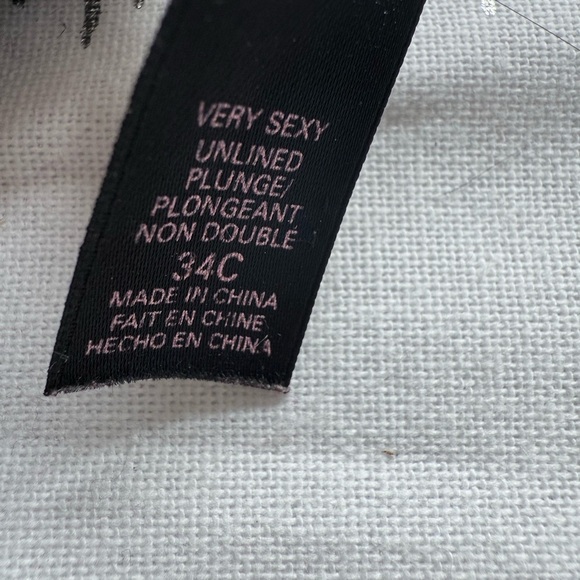 VERY SEXY
UNLINED
PLUNGE/
PLONGEANT
NON DOUBLÉ
34C
MADE IN CHINA
FAIT EN CHINE
HECHO EN CHINA